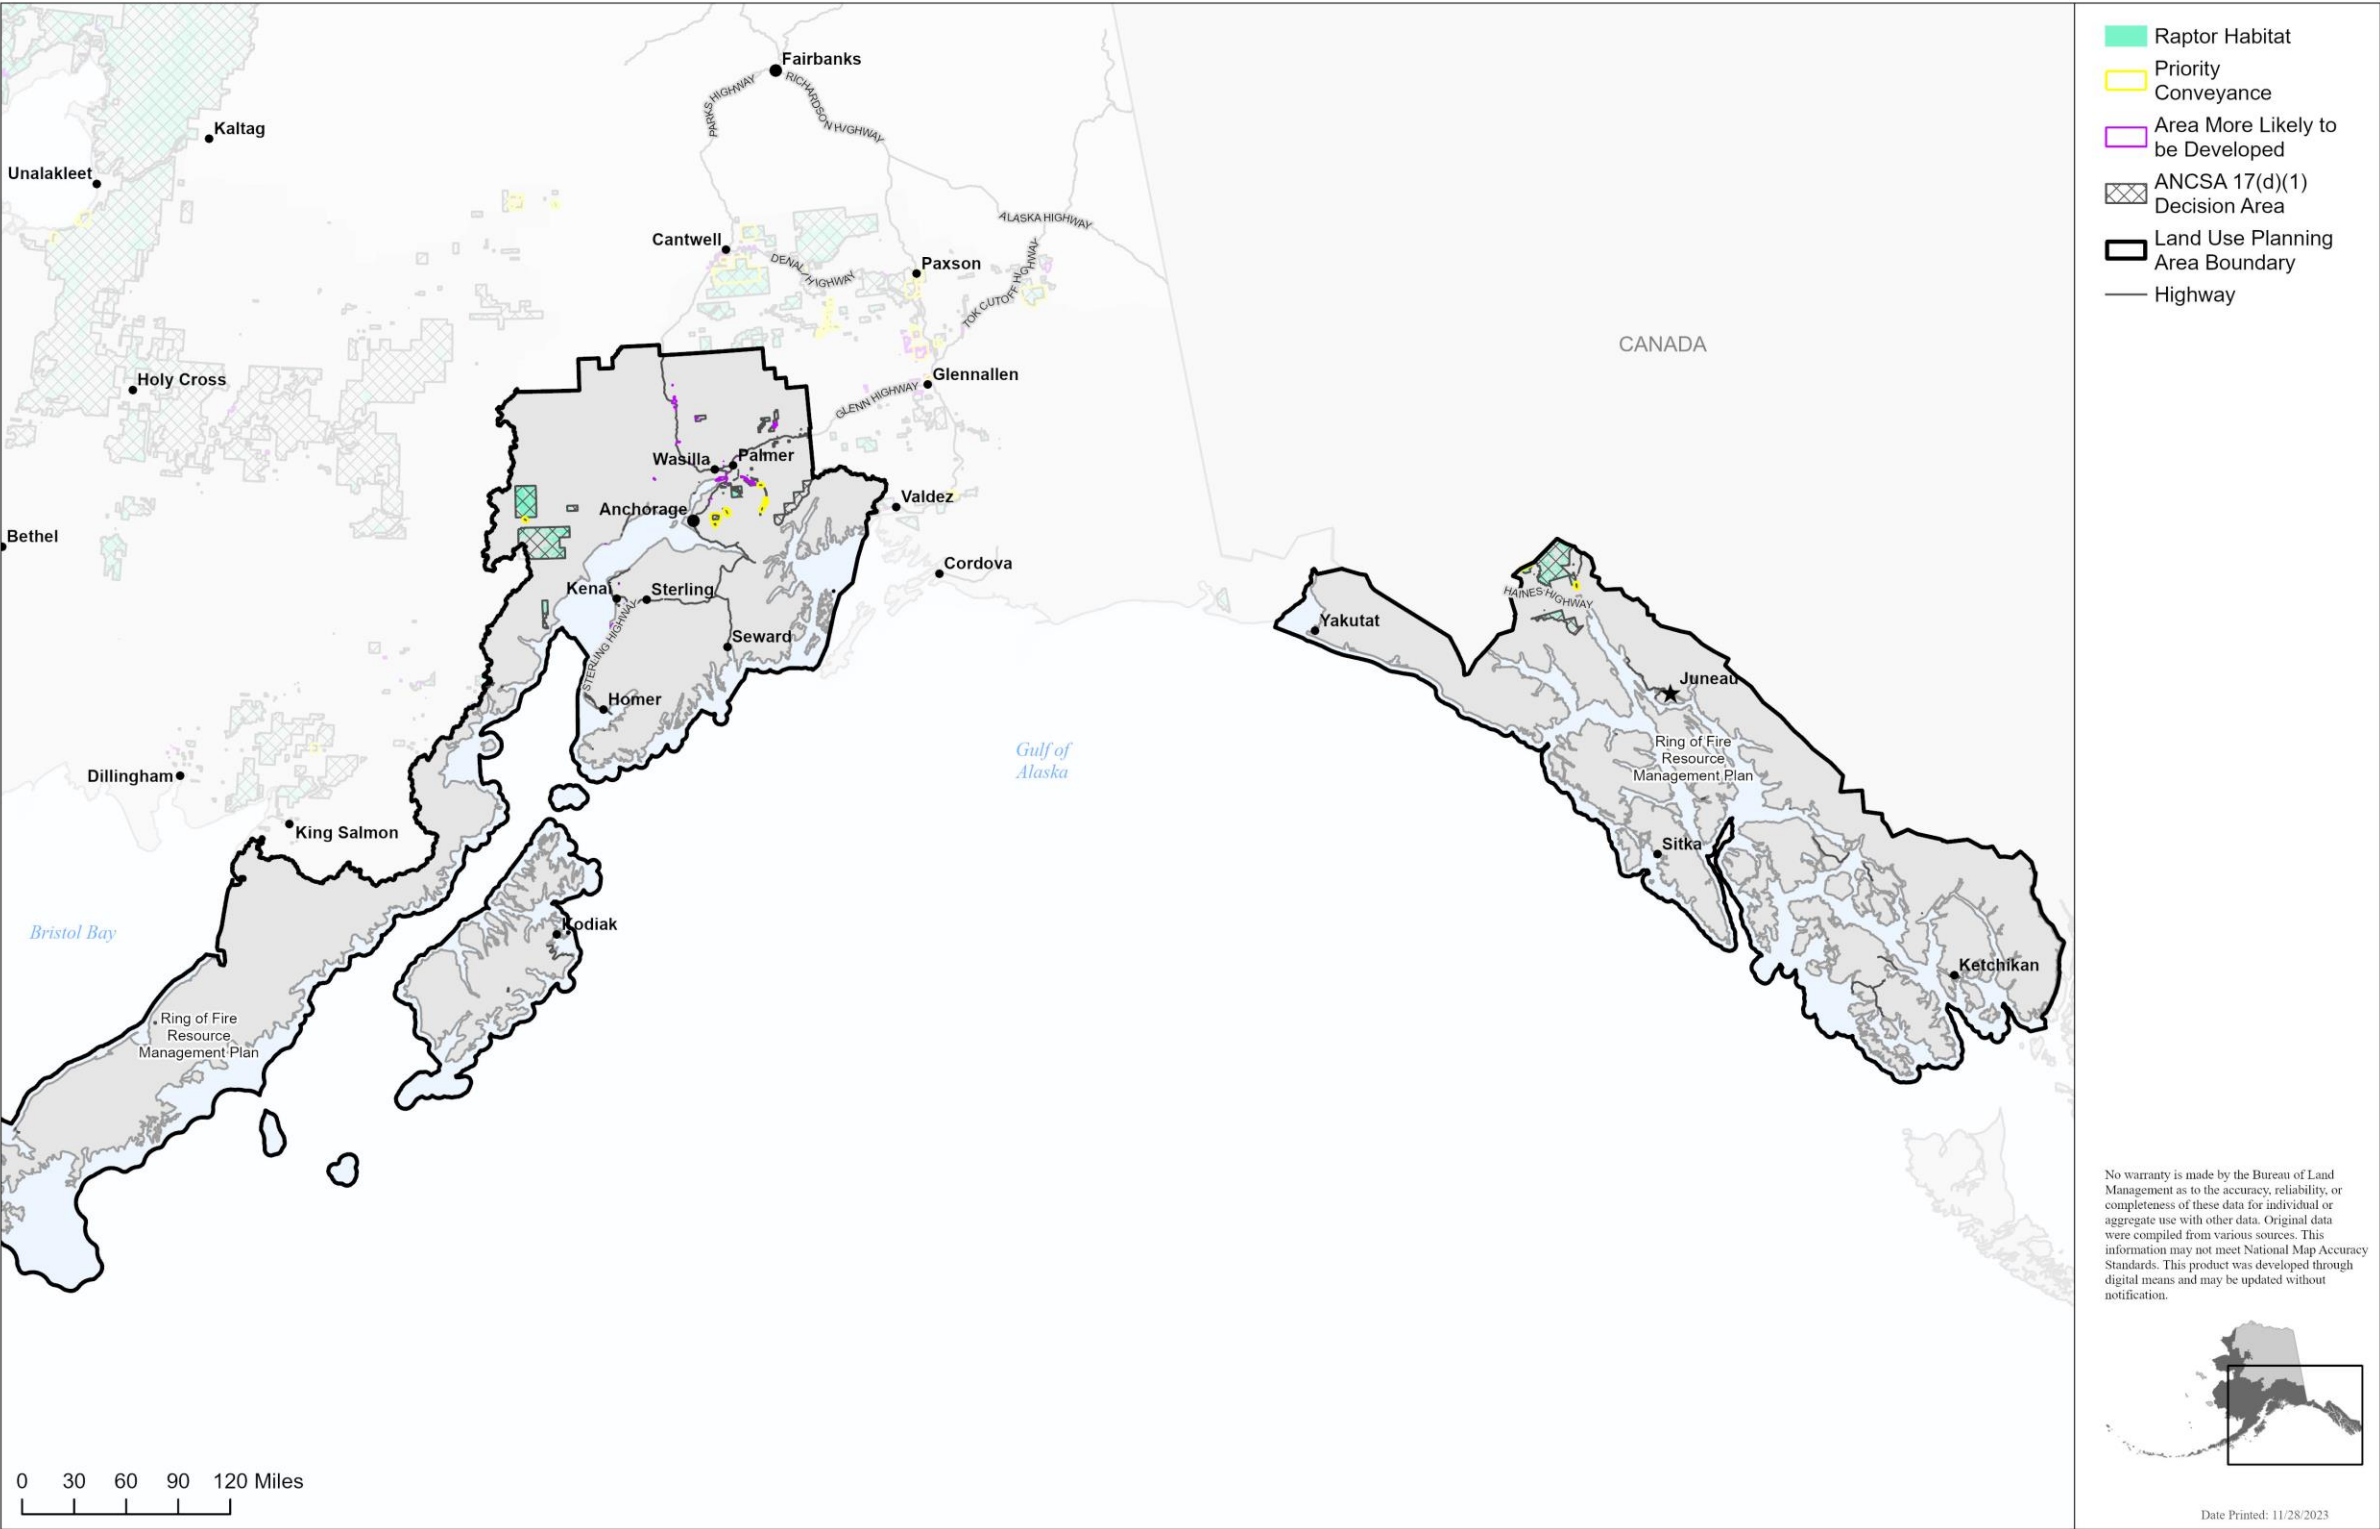 Fairbanks
PARKS HIGHWAY
RICHARDSON HIGHWAY
Kaltag
Unalakleet
ALASKA HIGHWAY
Cantwell
DENALI HIGHWAY
Paxson
TOK CUTOFF HIGHWAY
CANADA
Holy Cross
Glennallen
GLENN HIGHWAY
Wasilla
Palmer
Anchorage
Valdez
Bethel
Cordova
Kenai
Sterling
STERLING HIGHWAY
Seward
Homer
HAINES HIGHWAY
Yakutat
Juneau
Ring of Fire
Resource
Management Plan
Gulf of
Alaska
Dillingham
King Salmon
Sitka
Kodiak
Bristol Bay
Ketchikan
Ring of Fire
Resource
Management Plan
0 30 60 90 120 Miles
Raptor Habitat
Priority
Conveyance
Area More Likely to
be Developed
ANCSA 17(d)(1)
Decision Area
Land Use Planning
Area Boundary
Highway
No warranty is made by the Bureau of Land
Management as to the accuracy, reliability, or
completeness of these data for individual or
aggregate use with other data. Original data
were compiled from various sources. This
information may not meet National Map Accuracy
Standards. This product was developed through
digital means and may be updated without
notification.
Date Printed: 11/28/2023